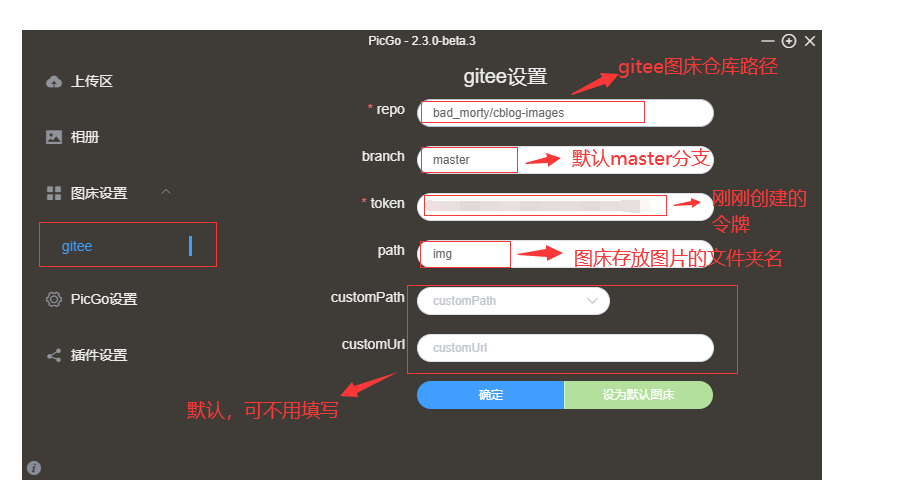 PicGo - 2.3.0-beta.3
上传区
相册
图床设置
gitee
PicGo设置
插件设置
gitee设置
gitee图床仓库路径
* repo
bad_morty/cblog-images
branch
master
默认master分支
* token
刚刚创建的
令牌
path
img
图床存放图片的文件夹名
customPath
customPath
customUrl
customUrl
默认，可不用填写
确定
设为默认图床